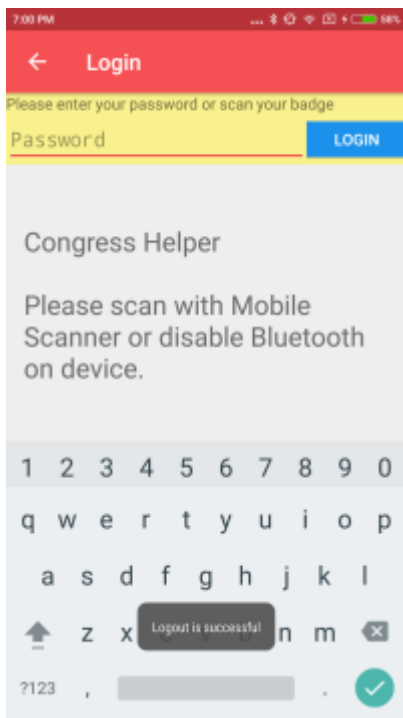 7:00 PM ... 58%
Login
Please enter your password or scan your badge
Password LOGIN
Congress Helper
Please scan with Mobile
Scanner or disable Bluetooth
on device.
1 2 3 4 5 6 7 8 9 0
q w e r t y u i o p
a s d f g h j k l
z x n m
Logout is successful
?123 , .